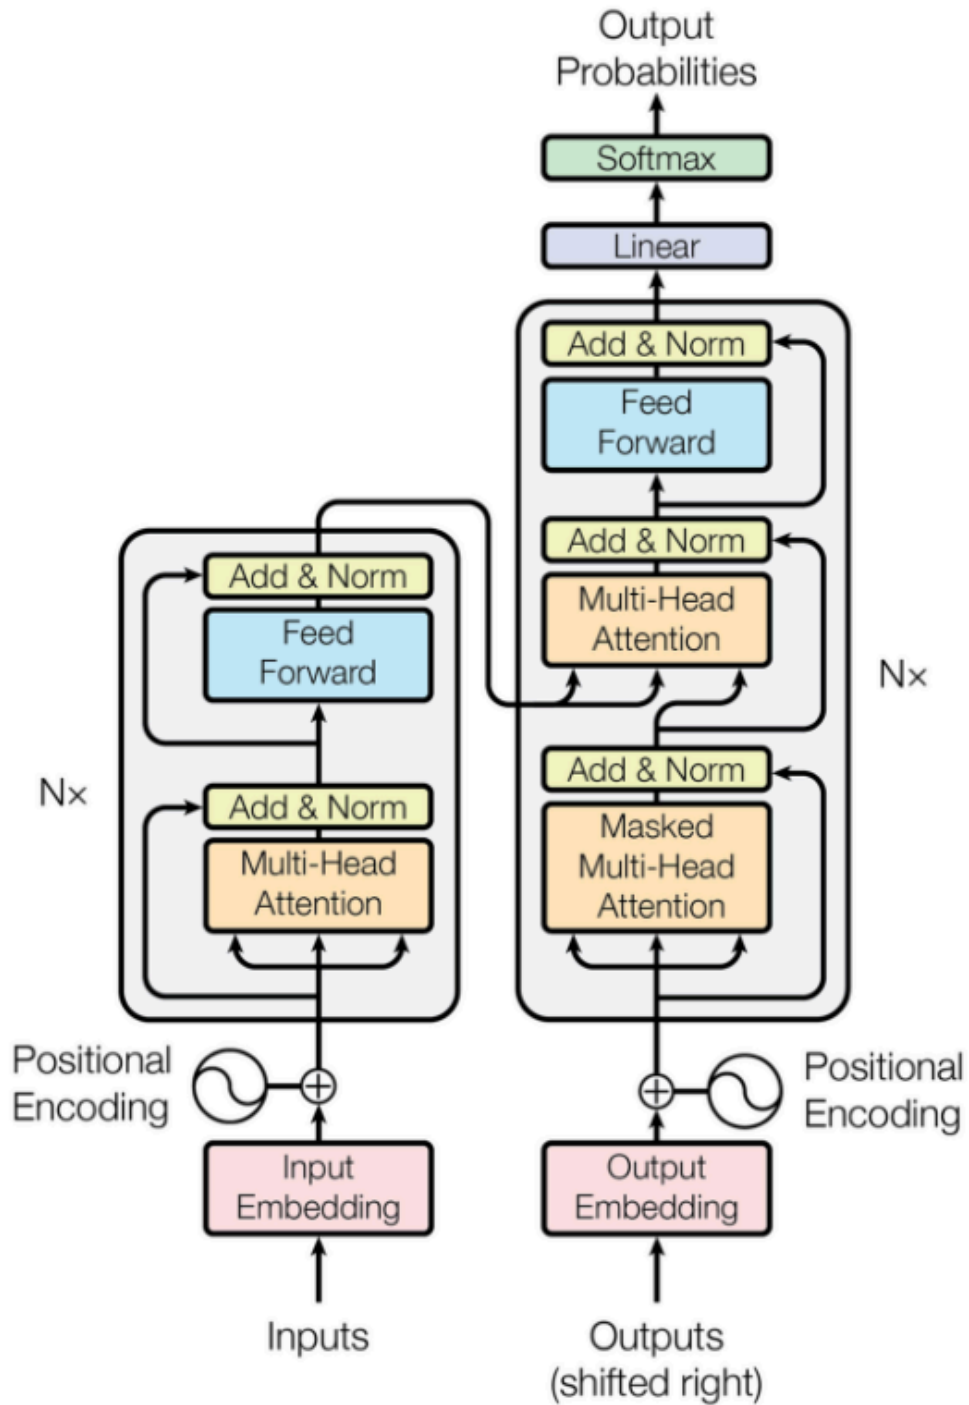 Output
Probabilities
Softmax
Linear
Add & Norm
Feed
Forward
Add & Norm
Multi-Head
Attention
Nx
Add & Norm
Masked
Multi-Head
Attention
Add & Norm
Feed
Forward
Nx
Add & Norm
Multi-Head
Attention
Positional
Encoding
Positional
Encoding
Input
Embedding
Output
Embedding
Inputs
Outputs
(shifted right)